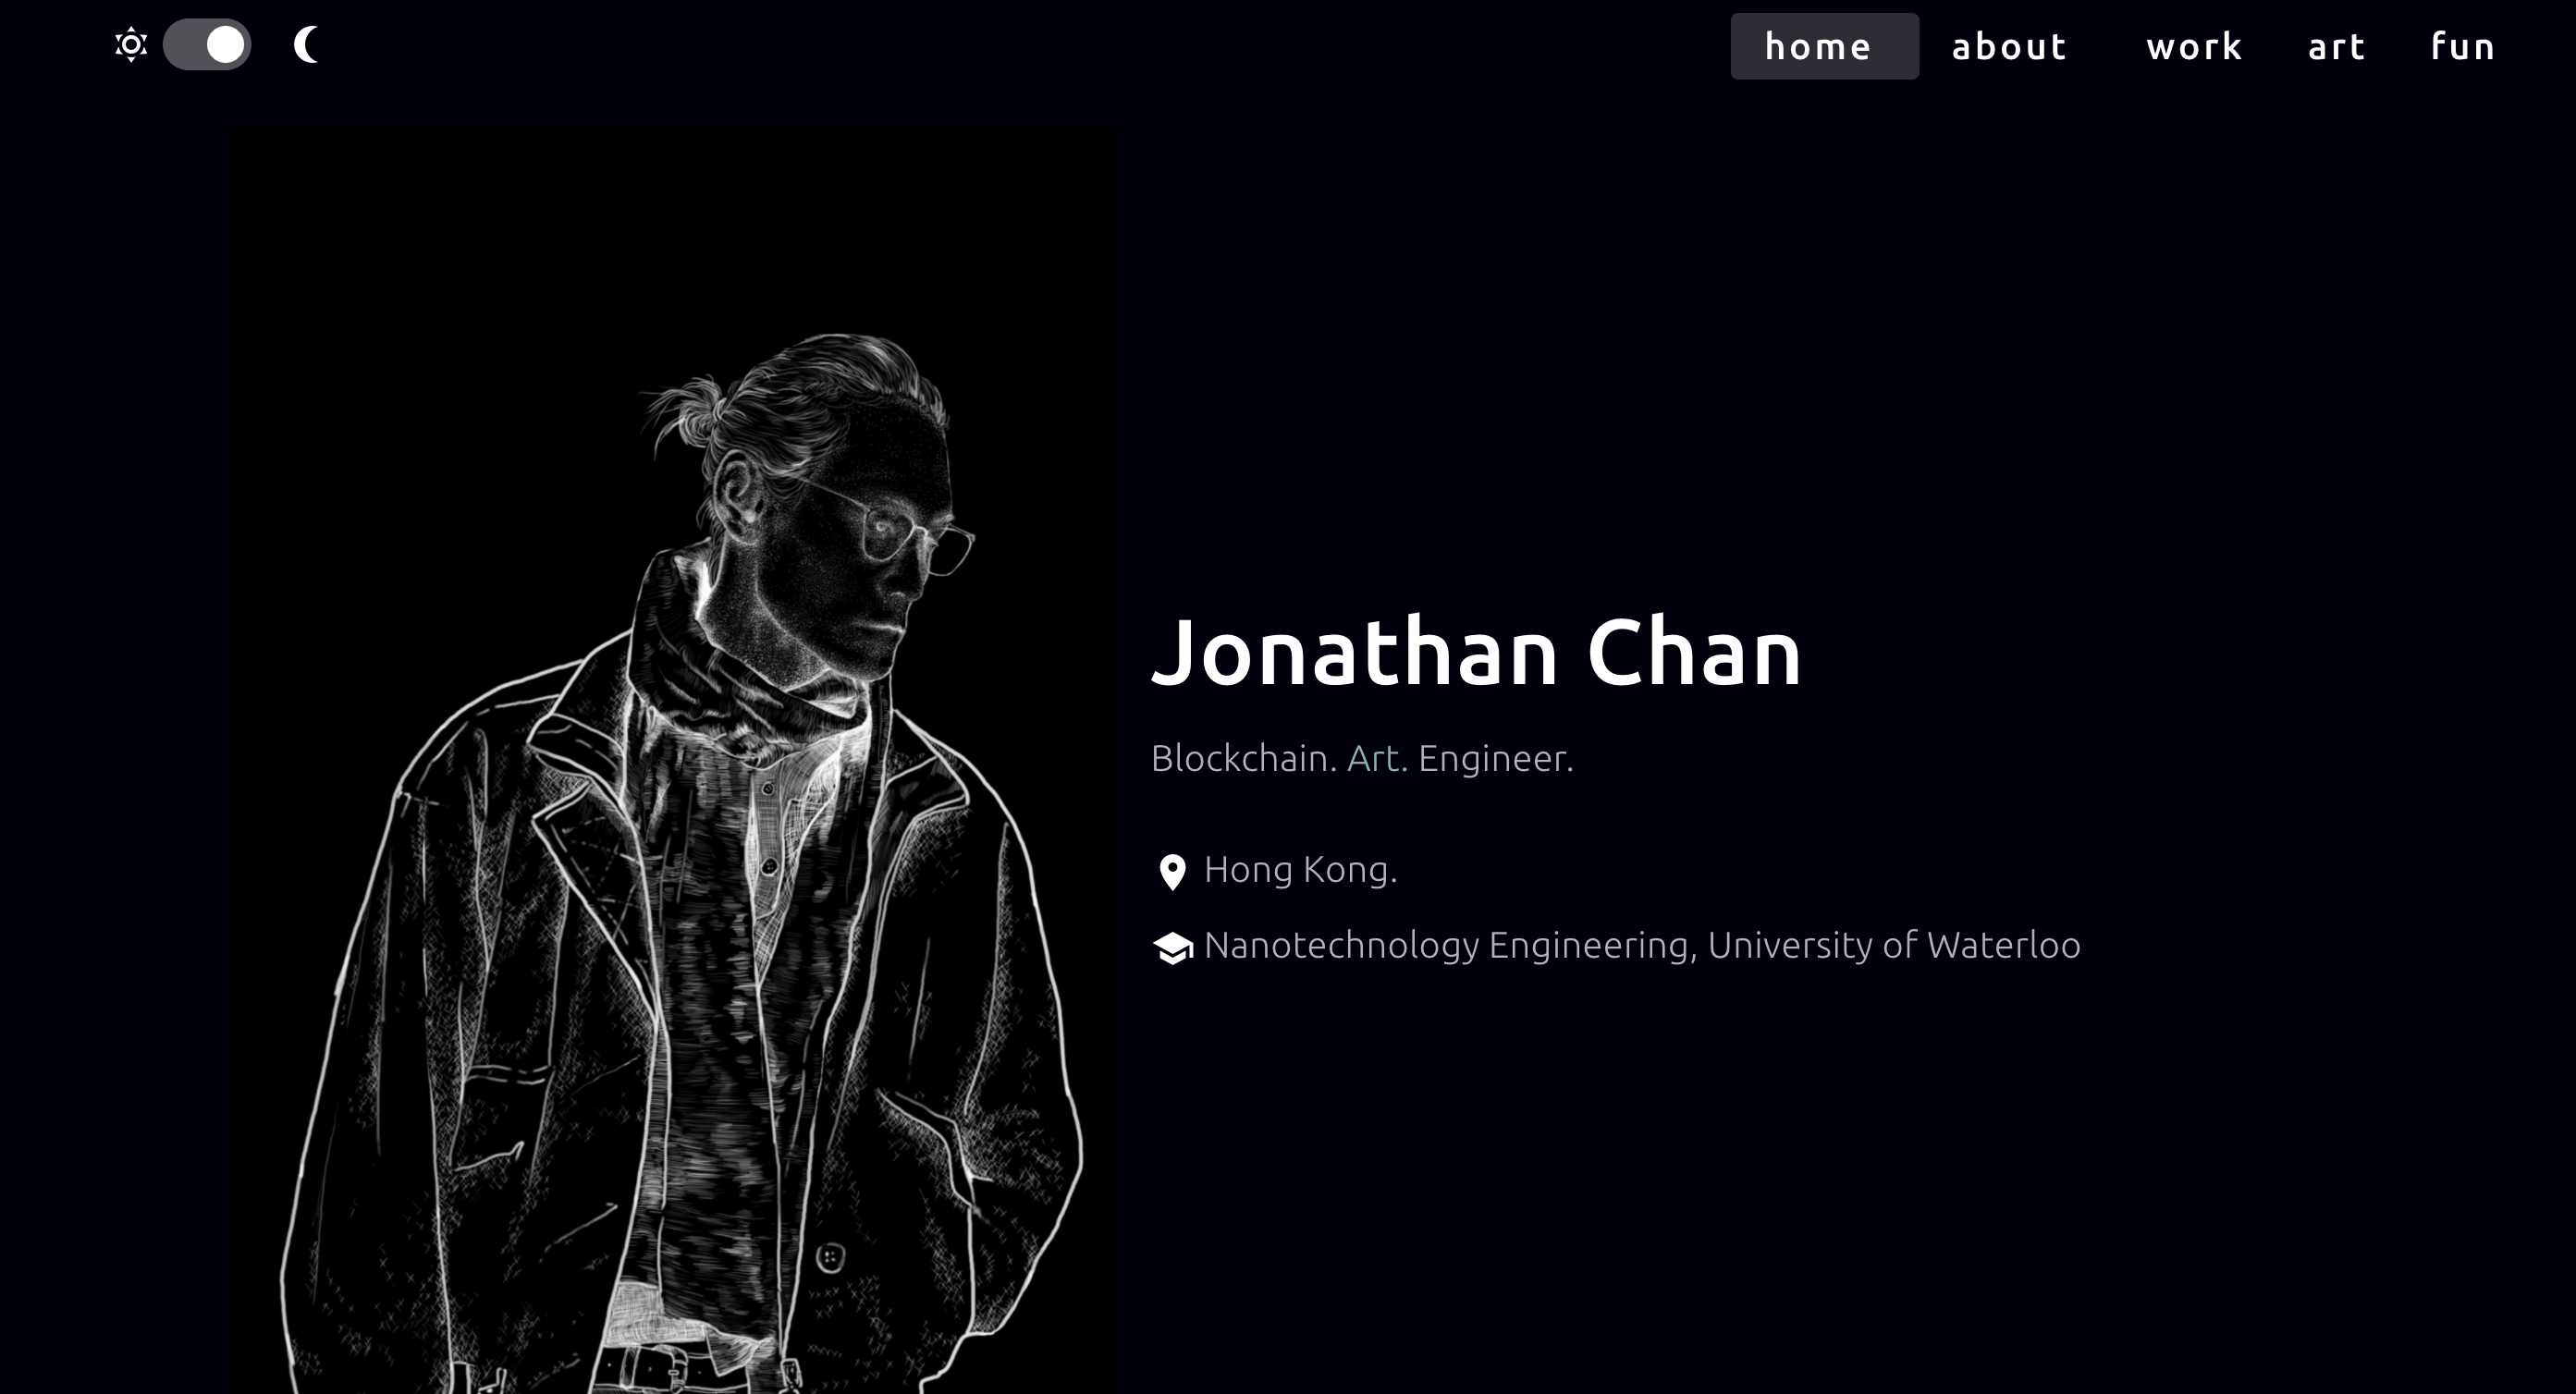 home about work art fun
Jonathan Chan
Blockchain. Art. Engineer.
Hong Kong.
Nanotechnology Engineering, University of Waterloo